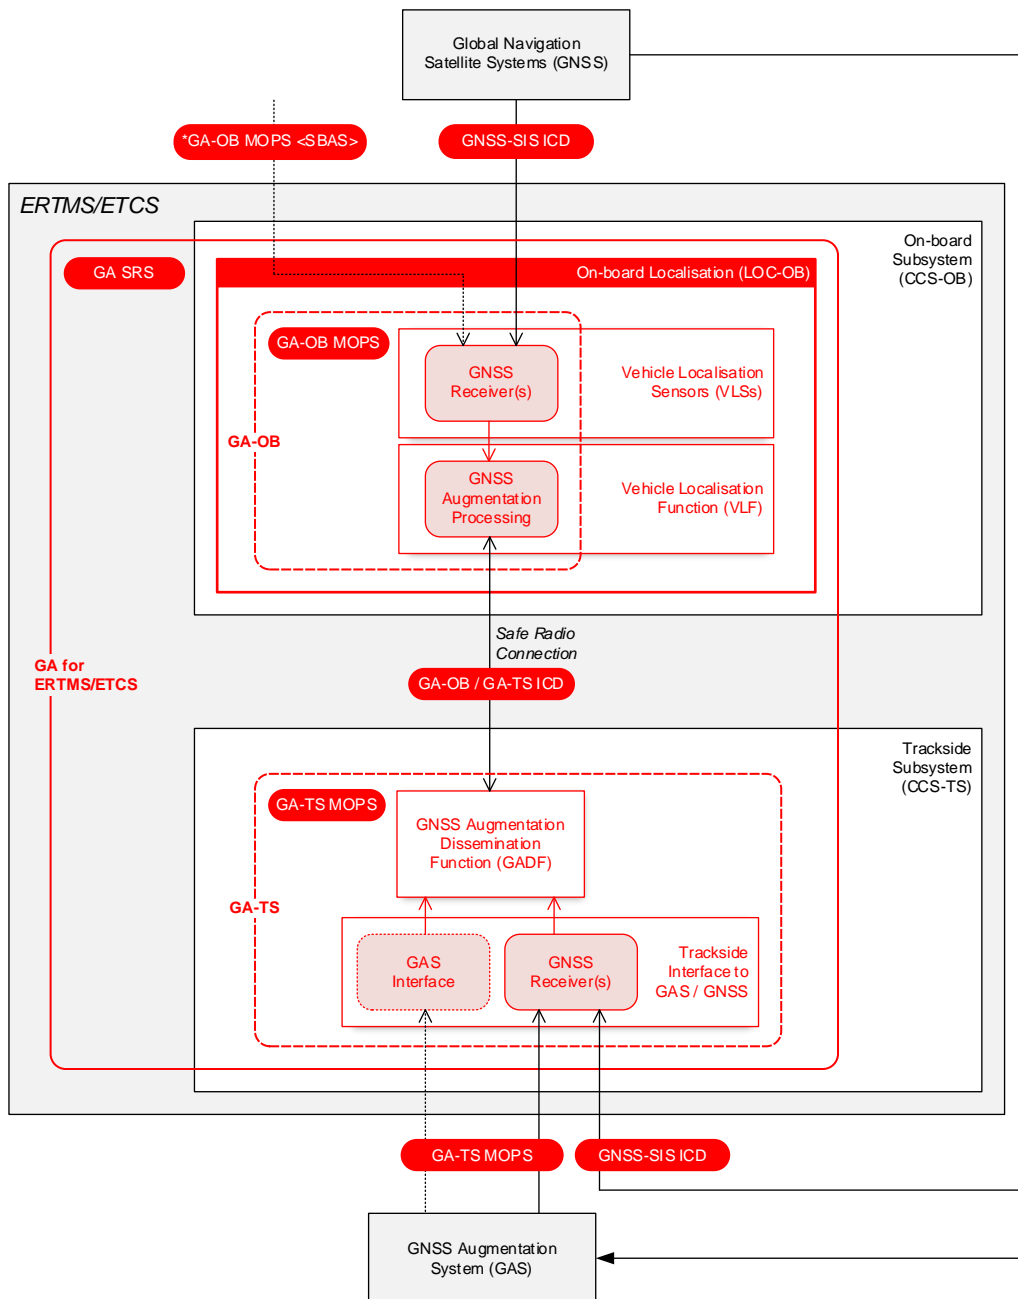 Global Navigation
Satellite Systems (GNSS)
*GA-OB MOPS <SBAS>
GNSS-SIS ICD
ERTMS/ETCS
On-board
Subsystem
(CCS-OB)
GA SRS
On-board Localisation (LOC-OB)
GA-OB MOPS
GNSS
Receiver(s)
Vehicle Localisation
Sensors (VLSs)
GA-OB
GNSS
Augmentation
Processing
Vehicle Localisation
Function (VLF)
Safe Radio
Connection
GA for
ERTMS/ETCS
GA-OB / GA-TS ICD
Trackside
Subsystem
(CCS-TS)
GA-TS MOPS
GNSS Augmentation
Dissemination
Function (GADF)
GA-TS
GAS
Interface
GNSS
Receiver(s)
Trackside
Interface to
GAS / GNSS
GA-TS MOPS
GNSS-SIS ICD
GNSS Augmentation
System (GAS)